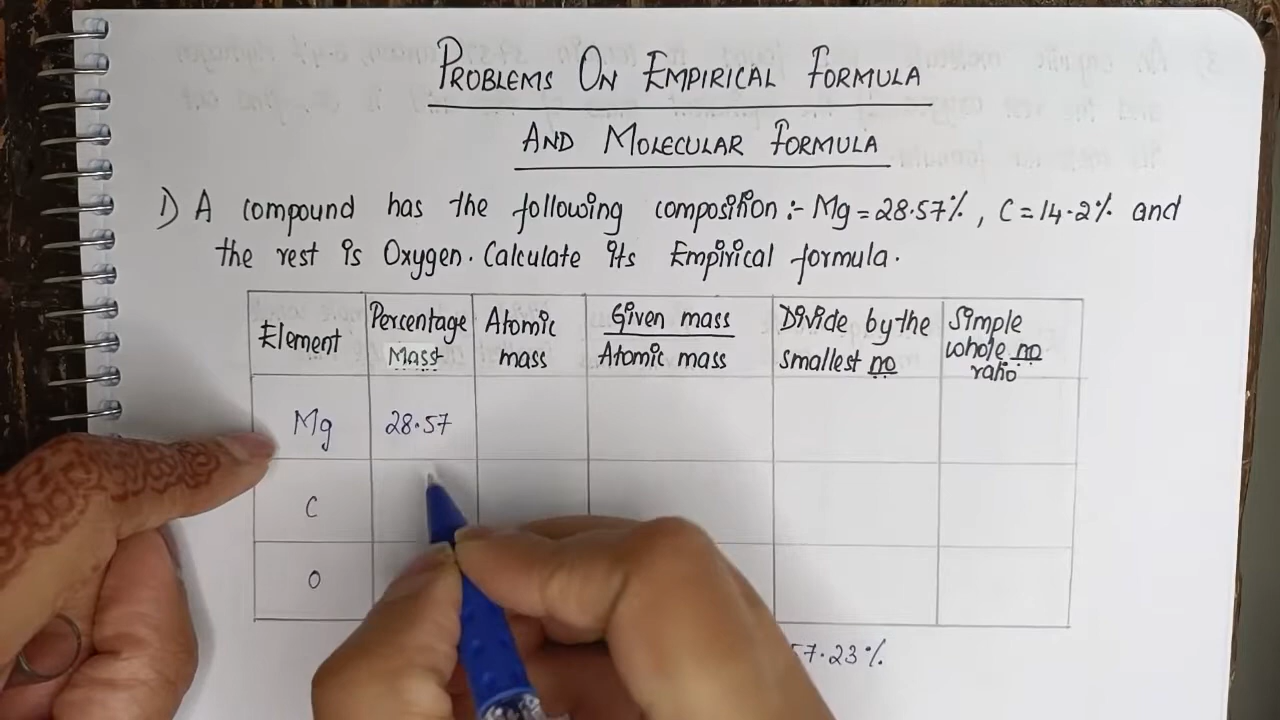 PROBLEMS ON EMPIRICAL FORMULA
AND MOLECULAR FORMULA
1) A compound has the following composition :- Mg = 28.57%, C = 14.2% and
the rest is Oxygen. Calculate its Empirical formula.
Element
Percentage
Mass
Atomic
mass
Given mass
Atomic mass
Divide by the
smallest no
Simple
whole no
ratio
Mg
28.57
C
O
57.23%